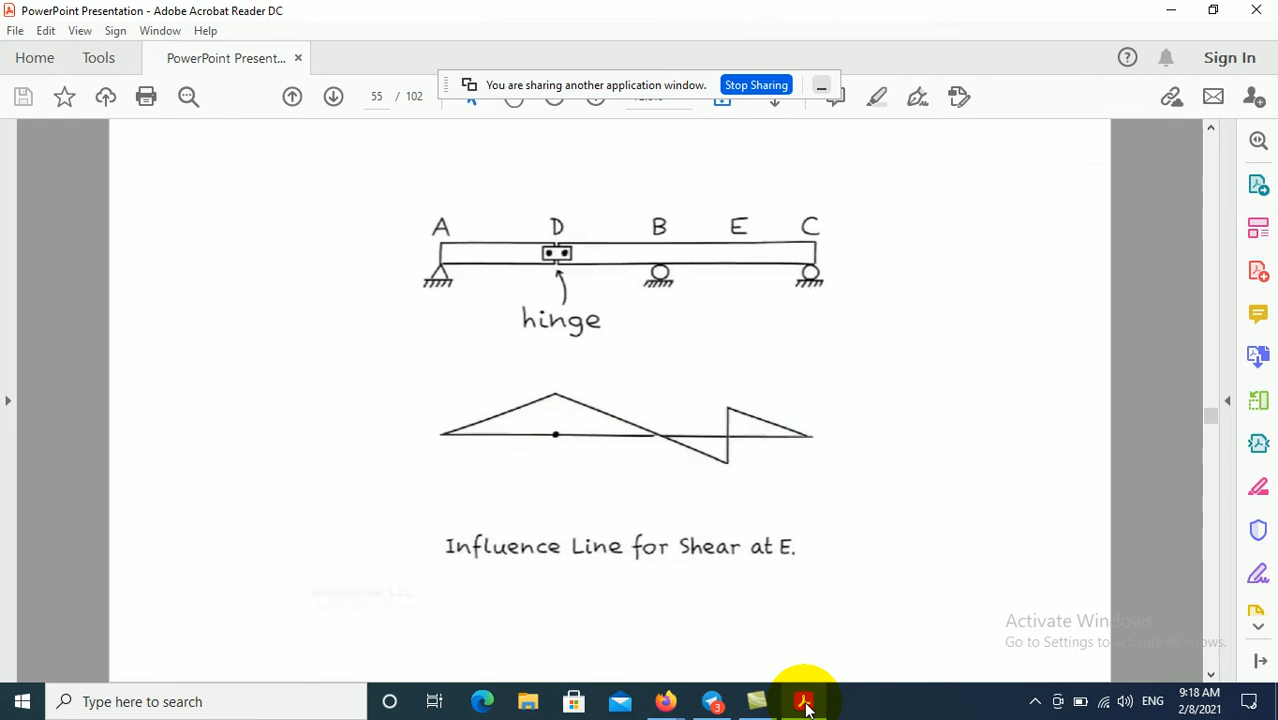 PowerPoint Presentation - Adobe Acrobat Reader DC
File Edit View Sign Window Help
Home Tools PowerPoint Present... × Sign In
You are sharing another application window. Stop Sharing
55 / 102
A D B E C
hinge
Influence Line for Shear at E.
Activate Windows
Go to Settings to Activate Windows.
Type here to search
3
ENG
9:18 AM
2/8/2021